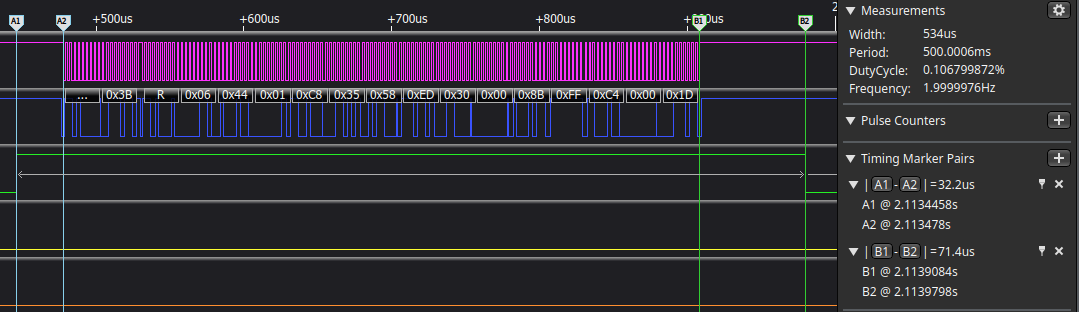 A1 A2 +500us +600us +700us +800us B1 B2 2
... 0x3B R 0x06 0x44 0x01 0xC8 0x35 0x58 0xED 0x30 0x00 0x8B 0xFF 0xC4 0x00 0x1D
Measurements
Width: 534us
Period: 500.0006ms
DutyCycle: 0.106799872%
Frequency: 1.9999976Hz
Pulse Counters +
Timing Marker Pairs +
| A1 - A2 | =32.2us
A1 @ 2.1134458s
A2 @ 2.113478s
| B1 - B2 | =71.4us
B1 @ 2.1139084s
B2 @ 2.1139798s